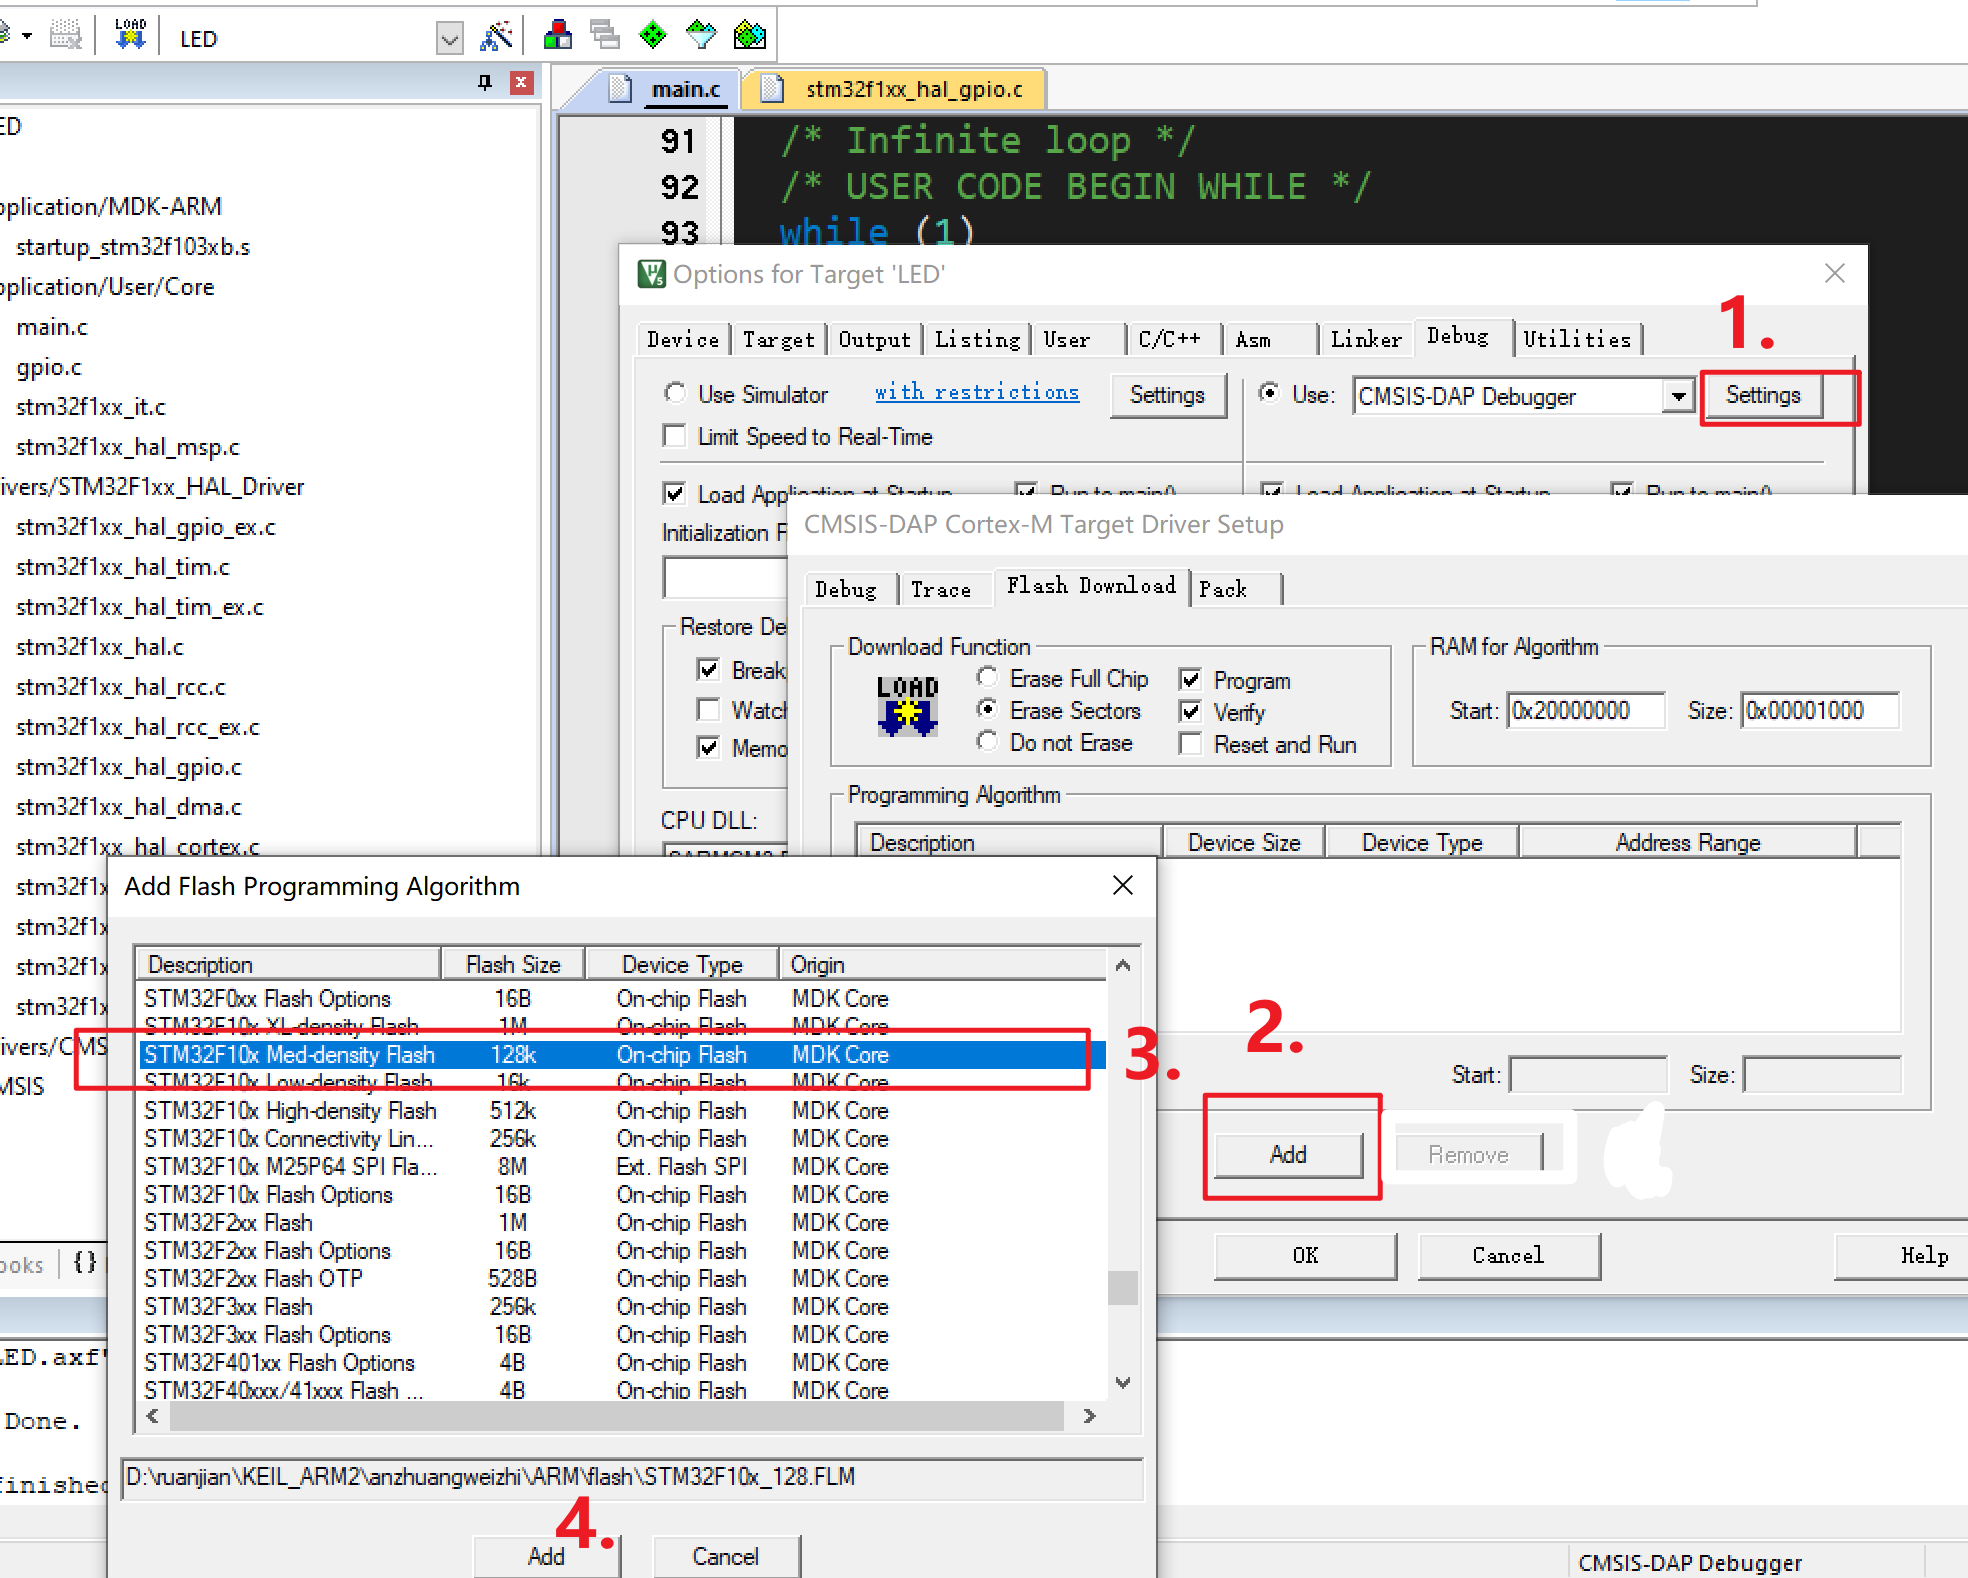 LOAD
LED
main.c
stm32f1xx_hal_gpio.c
ED
pplication/MDK-ARM
startup_stm32f103xb.s
pplication/User/Core
main.c
gpio.c
stm32f1xx_it.c
stm32f1xx_hal_msp.c
ivers/STM32F1xx_HAL_Driver
stm32f1xx_hal_gpio_ex.c
stm32f1xx_hal_tim.c
stm32f1xx_hal_tim_ex.c
stm32f1xx_hal.c
stm32f1xx_hal_rcc.c
stm32f1xx_hal_rcc_ex.c
stm32f1xx_hal_gpio.c
stm32f1xx_hal_dma.c
stm32f1xx_hal_cortex.c
stm32f1x
stm32f1x
stm32f1x
stm32f1x
ivers/CMS
MSIS
ooks {}
91 /* Infinite loop */
92 /* USER CODE BEGIN WHILE */
93 while (1)
Options for Target 'LED'
1.
Device Target Output Listing User C/C++ Asm Linker Debug Utilities
Use Simulator with restrictions Settings Use: CMSIS-DAP Debugger Settings
Limit Speed to Real-Time
Load Application at Startup Run to main() Load Application at Startup Run to main()
Initialization F
Restore De
Break
Watch
Memo
CPU DLL:
CMSIS-DAP Cortex-M Target Driver Setup
Debug Trace Flash Download Pack
Download Function
LOAD
Erase Full Chip Program
Erase Sectors Verify
Do not Erase Reset and Run
RAM for Algorithm
Start: 0x20000000 Size: 0x00001000
Programming Algorithm
Description Device Size Device Type Address Range
2.
Start: Size:
Add Remove
OK Cancel Help
Add Flash Programming Algorithm
Description Flash Size Device Type Origin
STM32F0xx Flash Options 16B On-chip Flash MDK Core
STM32F10x XL-density Flash 1M On-chip Flash MDK Core
STM32F10x Med-density Flash 128k On-chip Flash MDK Core
3.
STM32F10x Low-density Flash 16k On-chip Flash MDK Core
STM32F10x High-density Flash 512k On-chip Flash MDK Core
STM32F10x Connectivity Lin... 256k On-chip Flash MDK Core
STM32F10x M25P64 SPI Fla... 8M Ext. Flash SPI MDK Core
STM32F10x Flash Options 16B On-chip Flash MDK Core
STM32F2xx Flash 1M On-chip Flash MDK Core
STM32F2xx Flash Options 16B On-chip Flash MDK Core
STM32F2xx Flash OTP 528B On-chip Flash MDK Core
STM32F3xx Flash 256k On-chip Flash MDK Core
STM32F3xx Flash Options 16B On-chip Flash MDK Core
STM32F401xx Flash Options 4B On-chip Flash MDK Core
STM32F40xxx/41xxx Flash ... 4B On-chip Flash MDK Core
D:\ruanjian\KEIL_ARM2\anzhuangweizhi\ARM\flash\STM32F10x_128.FLM
4.
Add Cancel
LED.axf"
Done.
finished
CMSIS-DAP Debugger